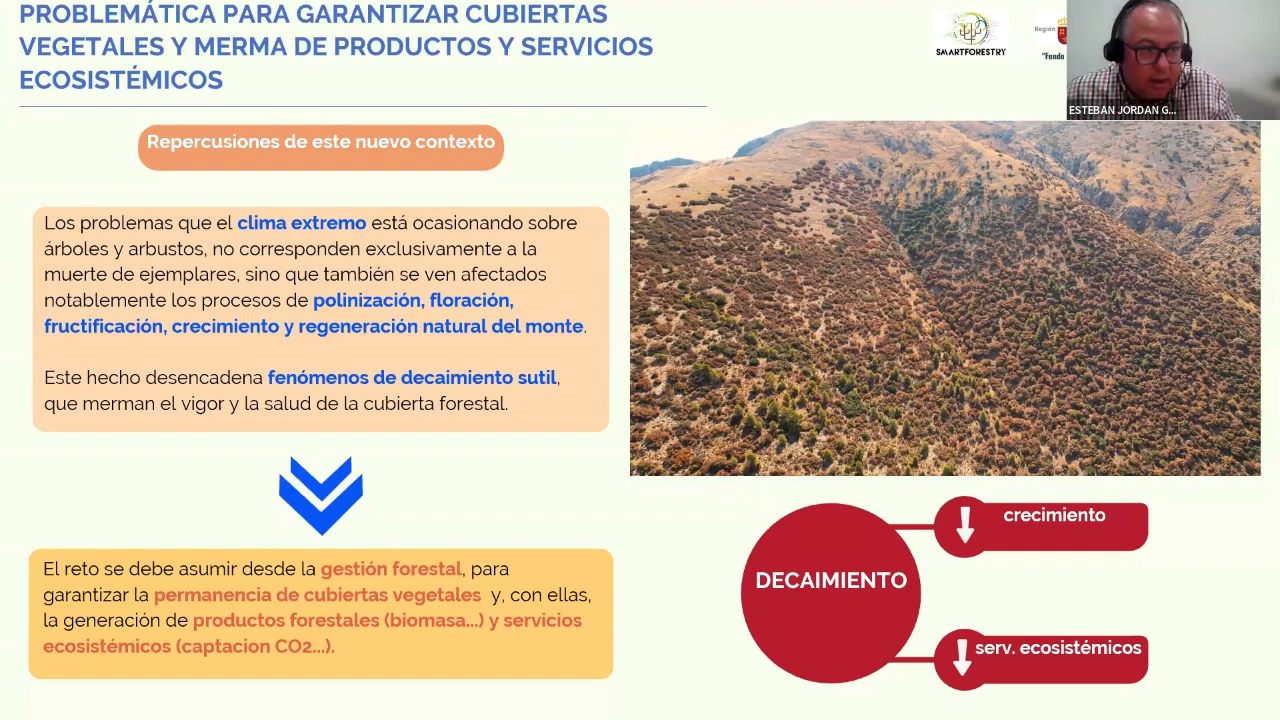 PROBLEMÁTICA PARA GARANTIZAR CUBIERTAS
VEGETALES Y MERMA DE PRODUCTOS Y SERVICIOS
ECOSISTÉMICOS
SMARTFORESTRY
Región
"Fondo
ESTEBAN JORDAN G...
Repercusiones de este nuevo contexto
Los problemas que el clima extremo está ocasionando sobre
árboles y arbustos, no corresponden exclusivamente a la
muerte de ejemplares, sino que también se ven afectados
notablemente los procesos de polinización, floración,
fructificación, crecimiento y regeneración natural del monte.
Este hecho desencadena fenómenos de decaimiento sutil,
que merman el vigor y la salud de la cubierta forestal.
El reto se debe asumir desde la gestión forestal, para
garantizar la permanencia de cubiertas vegetales y, con ellas,
la generación de productos forestales (biomasa...) y servicios
ecosistémicos (captacion CO2...).
DECAIMIENTO
crecimiento
serv. ecosistémicos